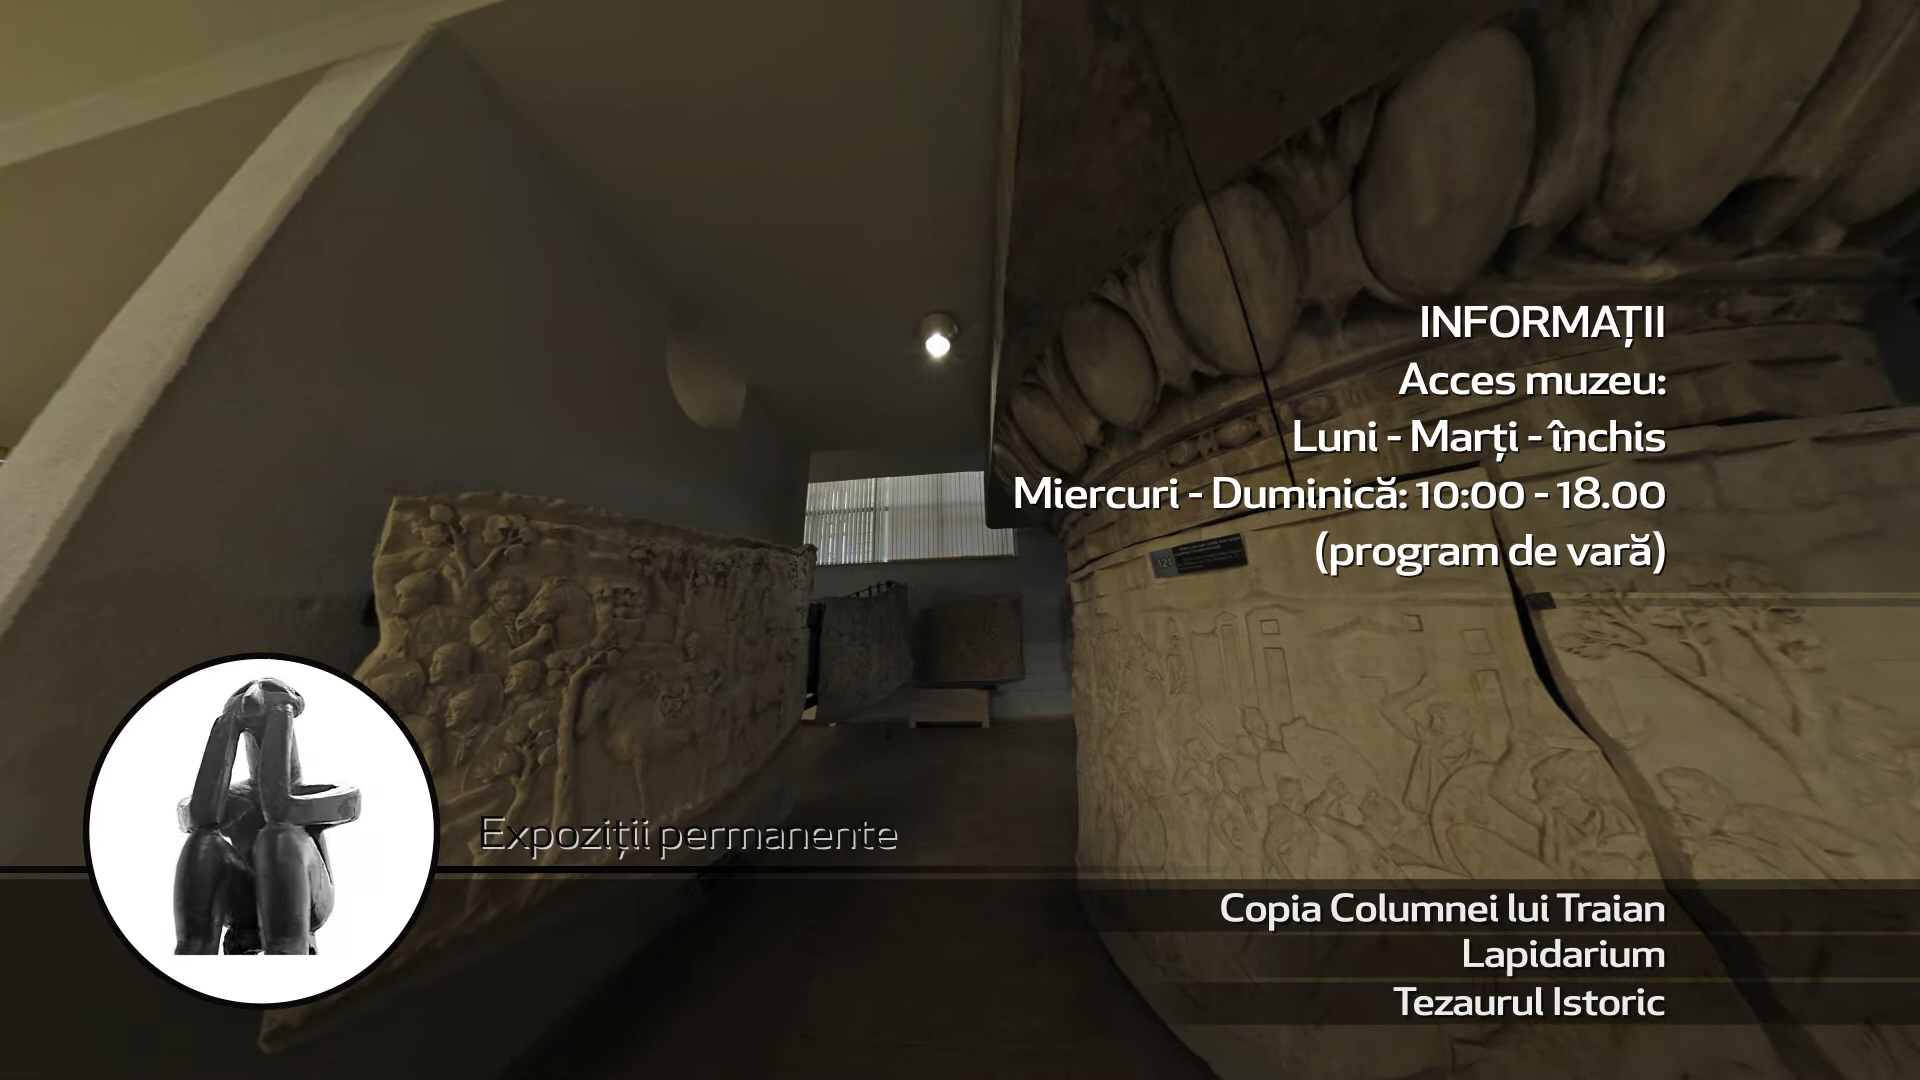 INFORMAȚII
Acces muzeu:
Luni - Marți - închis
Miercuri - Duminică: 10:00 - 18.00
(program de vară)
121
Expoziții permanente
Copia Columnei lui Traian
Lapidarium
Tezaurul Istoric